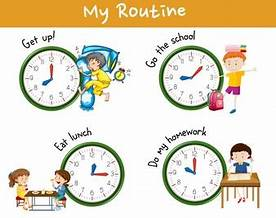 My Routine
Get up!
Go the school
Eat lunch
Do my homework